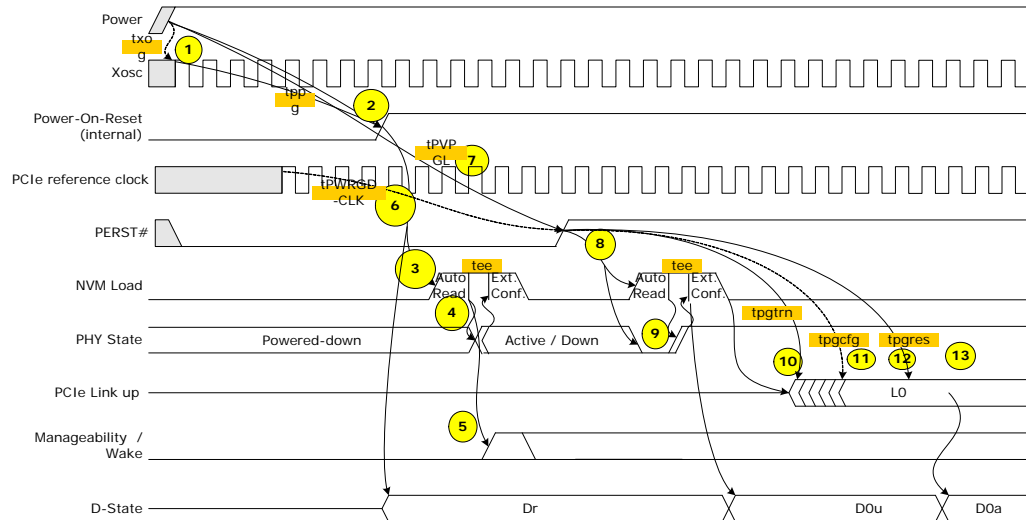 Power
txo
g
1
Xosc
tpp
g
2
Power-On-Reset
(internal)
tPVP
GL
7
PCIe reference clock
tPWRGD
-CLK
6
PERST#
8
3
tee
tee
NVM Load
Auto
Read
Ext.
Conf.
Auto
Read
Ext.
Conf.
4
9
tpgtrn
PHY State
Powered-down
Active / Down
tpgcfg
tpgres
10
11
12
13
PCIe Link up
L0
5
Manageability /
Wake
D-State
Dr
D0u
D0a